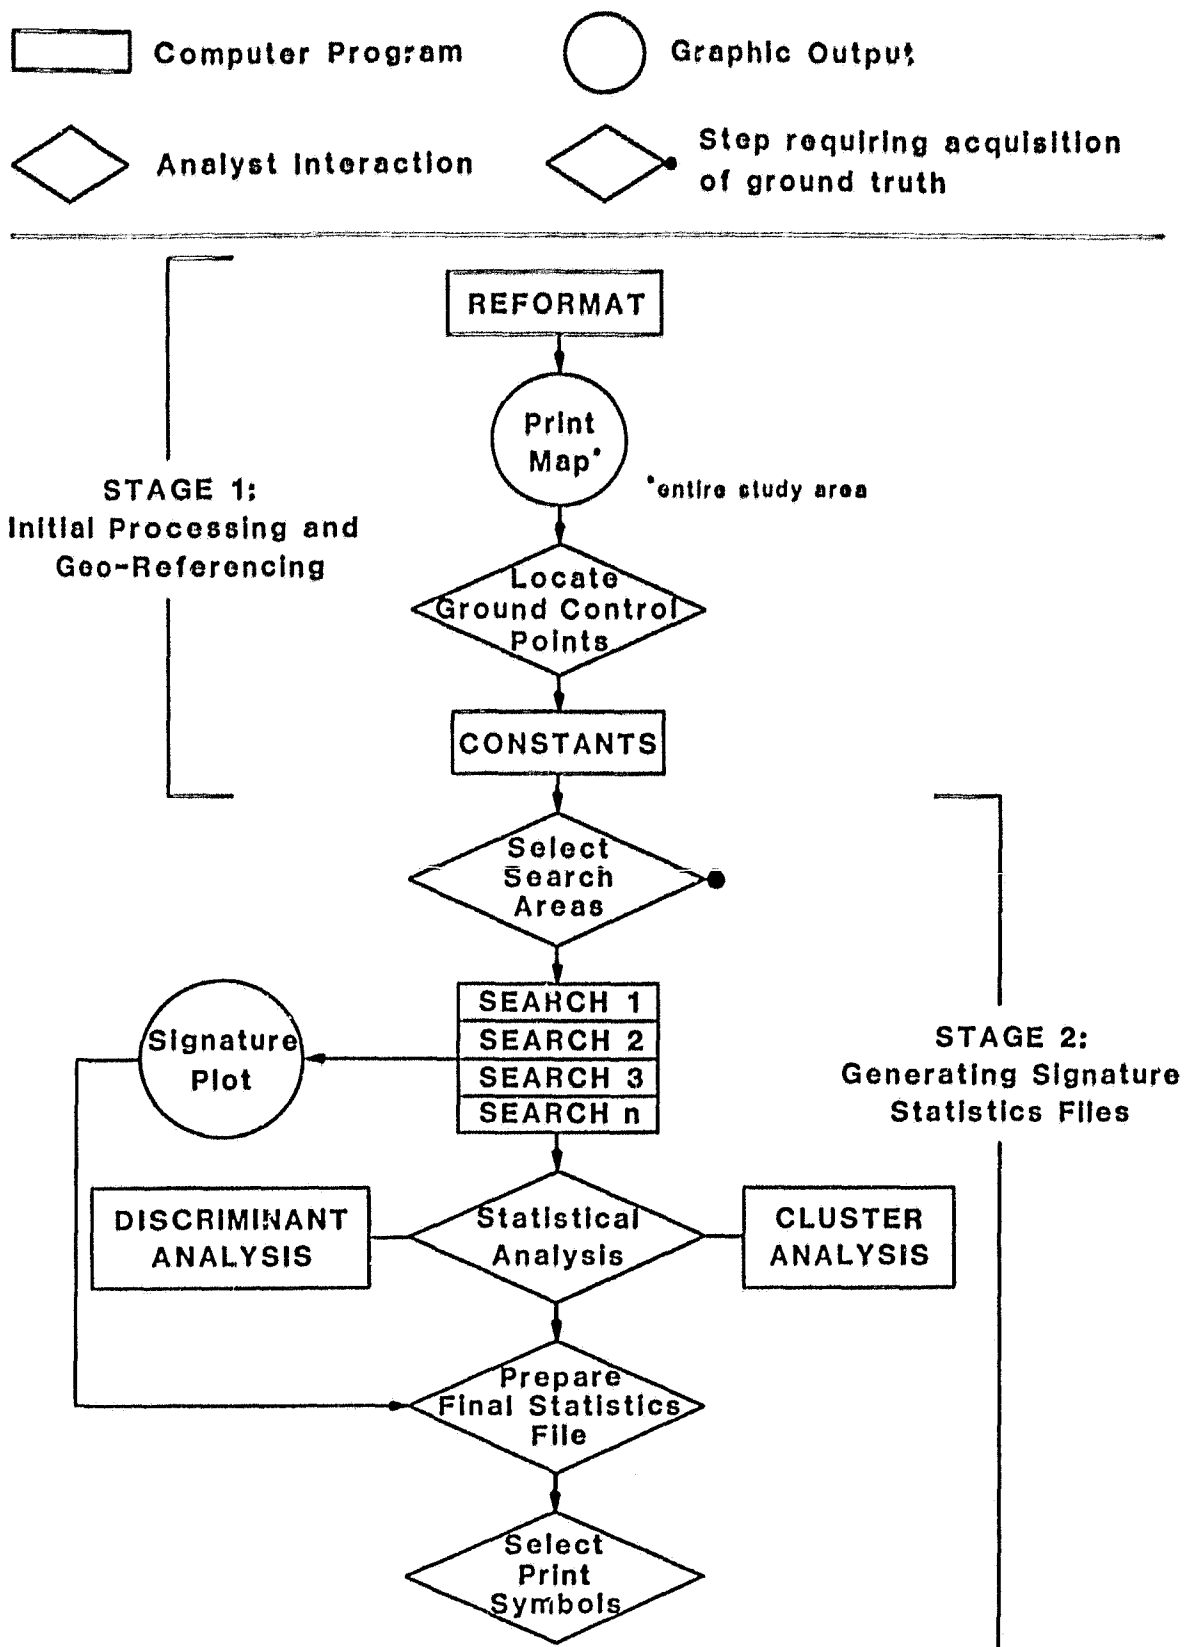 Computer Program
Graphic Output
Analyst Interaction
Step requiring acquisition
of ground truth
REFORMAT
Print
Map*
*entire study area
STAGE 1:
Initial Processing and
Geo-Referencing
Locate
Ground Control
Points
CONSTANTS
Select
Search
Areas
SEARCH 1
SEARCH 2
SEARCH 3
SEARCH n
Signature
Plot
STAGE 2:
Generating Signature
Statistics Files
DISCRIMINANT
ANALYSIS
Statistical
Analysis
CLUSTER
ANALYSIS
Prepare
Final Statistics
File
Select
Print
Symbols